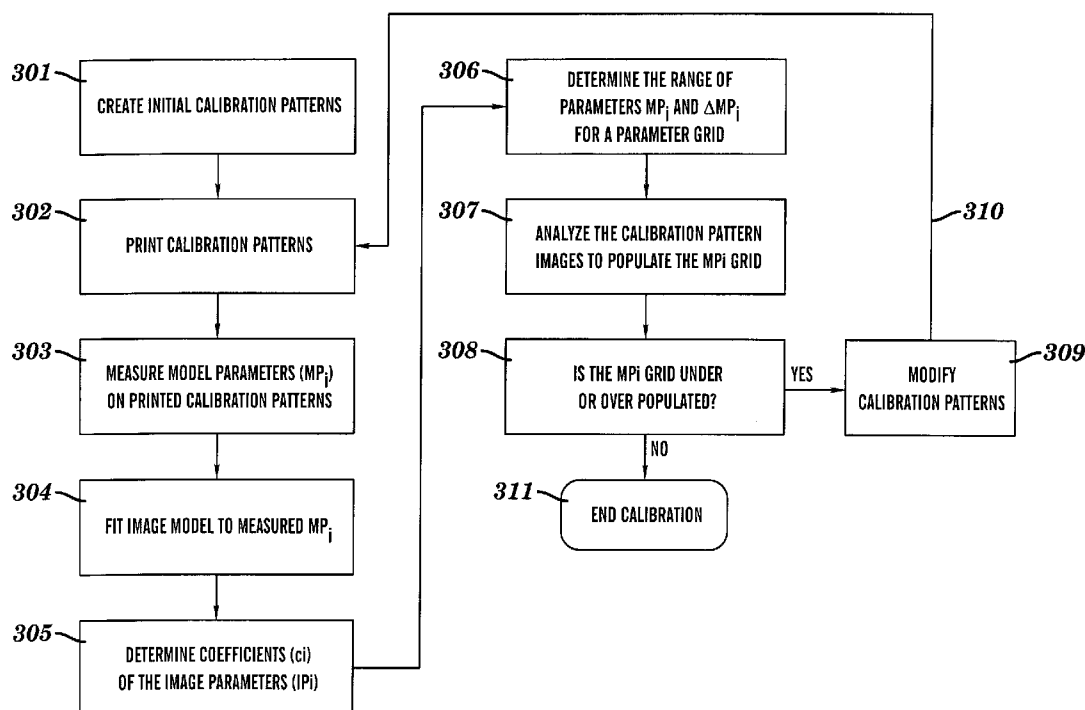 301
CREATE INITIAL CALIBRATION PATTERNS
302
PRINT CALIBRATION PATTERNS
303
MEASURE MODEL PARAMETERS (MPi)
ON PRINTED CALIBRATION PATTERNS
304
FIT IMAGE MODEL TO MEASURED MPi
305
DETERMINE COEFFICIENTS (ci)
OF THE IMAGE PARAMETERS (IPi)
306
DETERMINE THE RANGE OF
PARAMETERS MPi AND ΔMPi
FOR A PARAMETER GRID
307
ANALYZE THE CALIBRATION PATTERN
IMAGES TO POPULATE THE MPi GRID
308
IS THE MPi GRID UNDER
OR OVER POPULATED?
YES
NO
309
MODIFY
CALIBRATION PATTERNS
310
311
END CALIBRATION